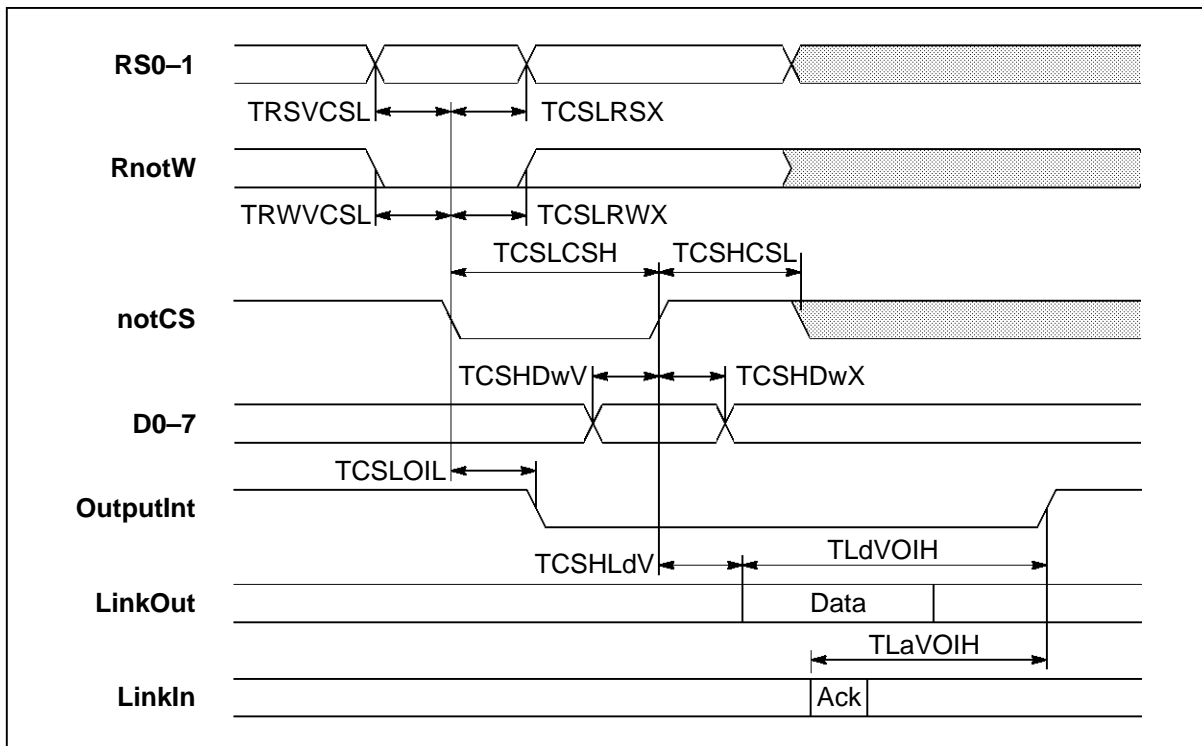 RS0–1
TRSVCSL TCSLRSX
RnotW
TRWVCSL TCSLRWX
TCSLCSH TCSHCSL
notCS
TCSHDwV TCSHDwX
D0–7
TCSLOIL
OutputInt
TCSHLdV TLdVOIH
LinkOut Data
TLaVOIH
LinkIn Ack